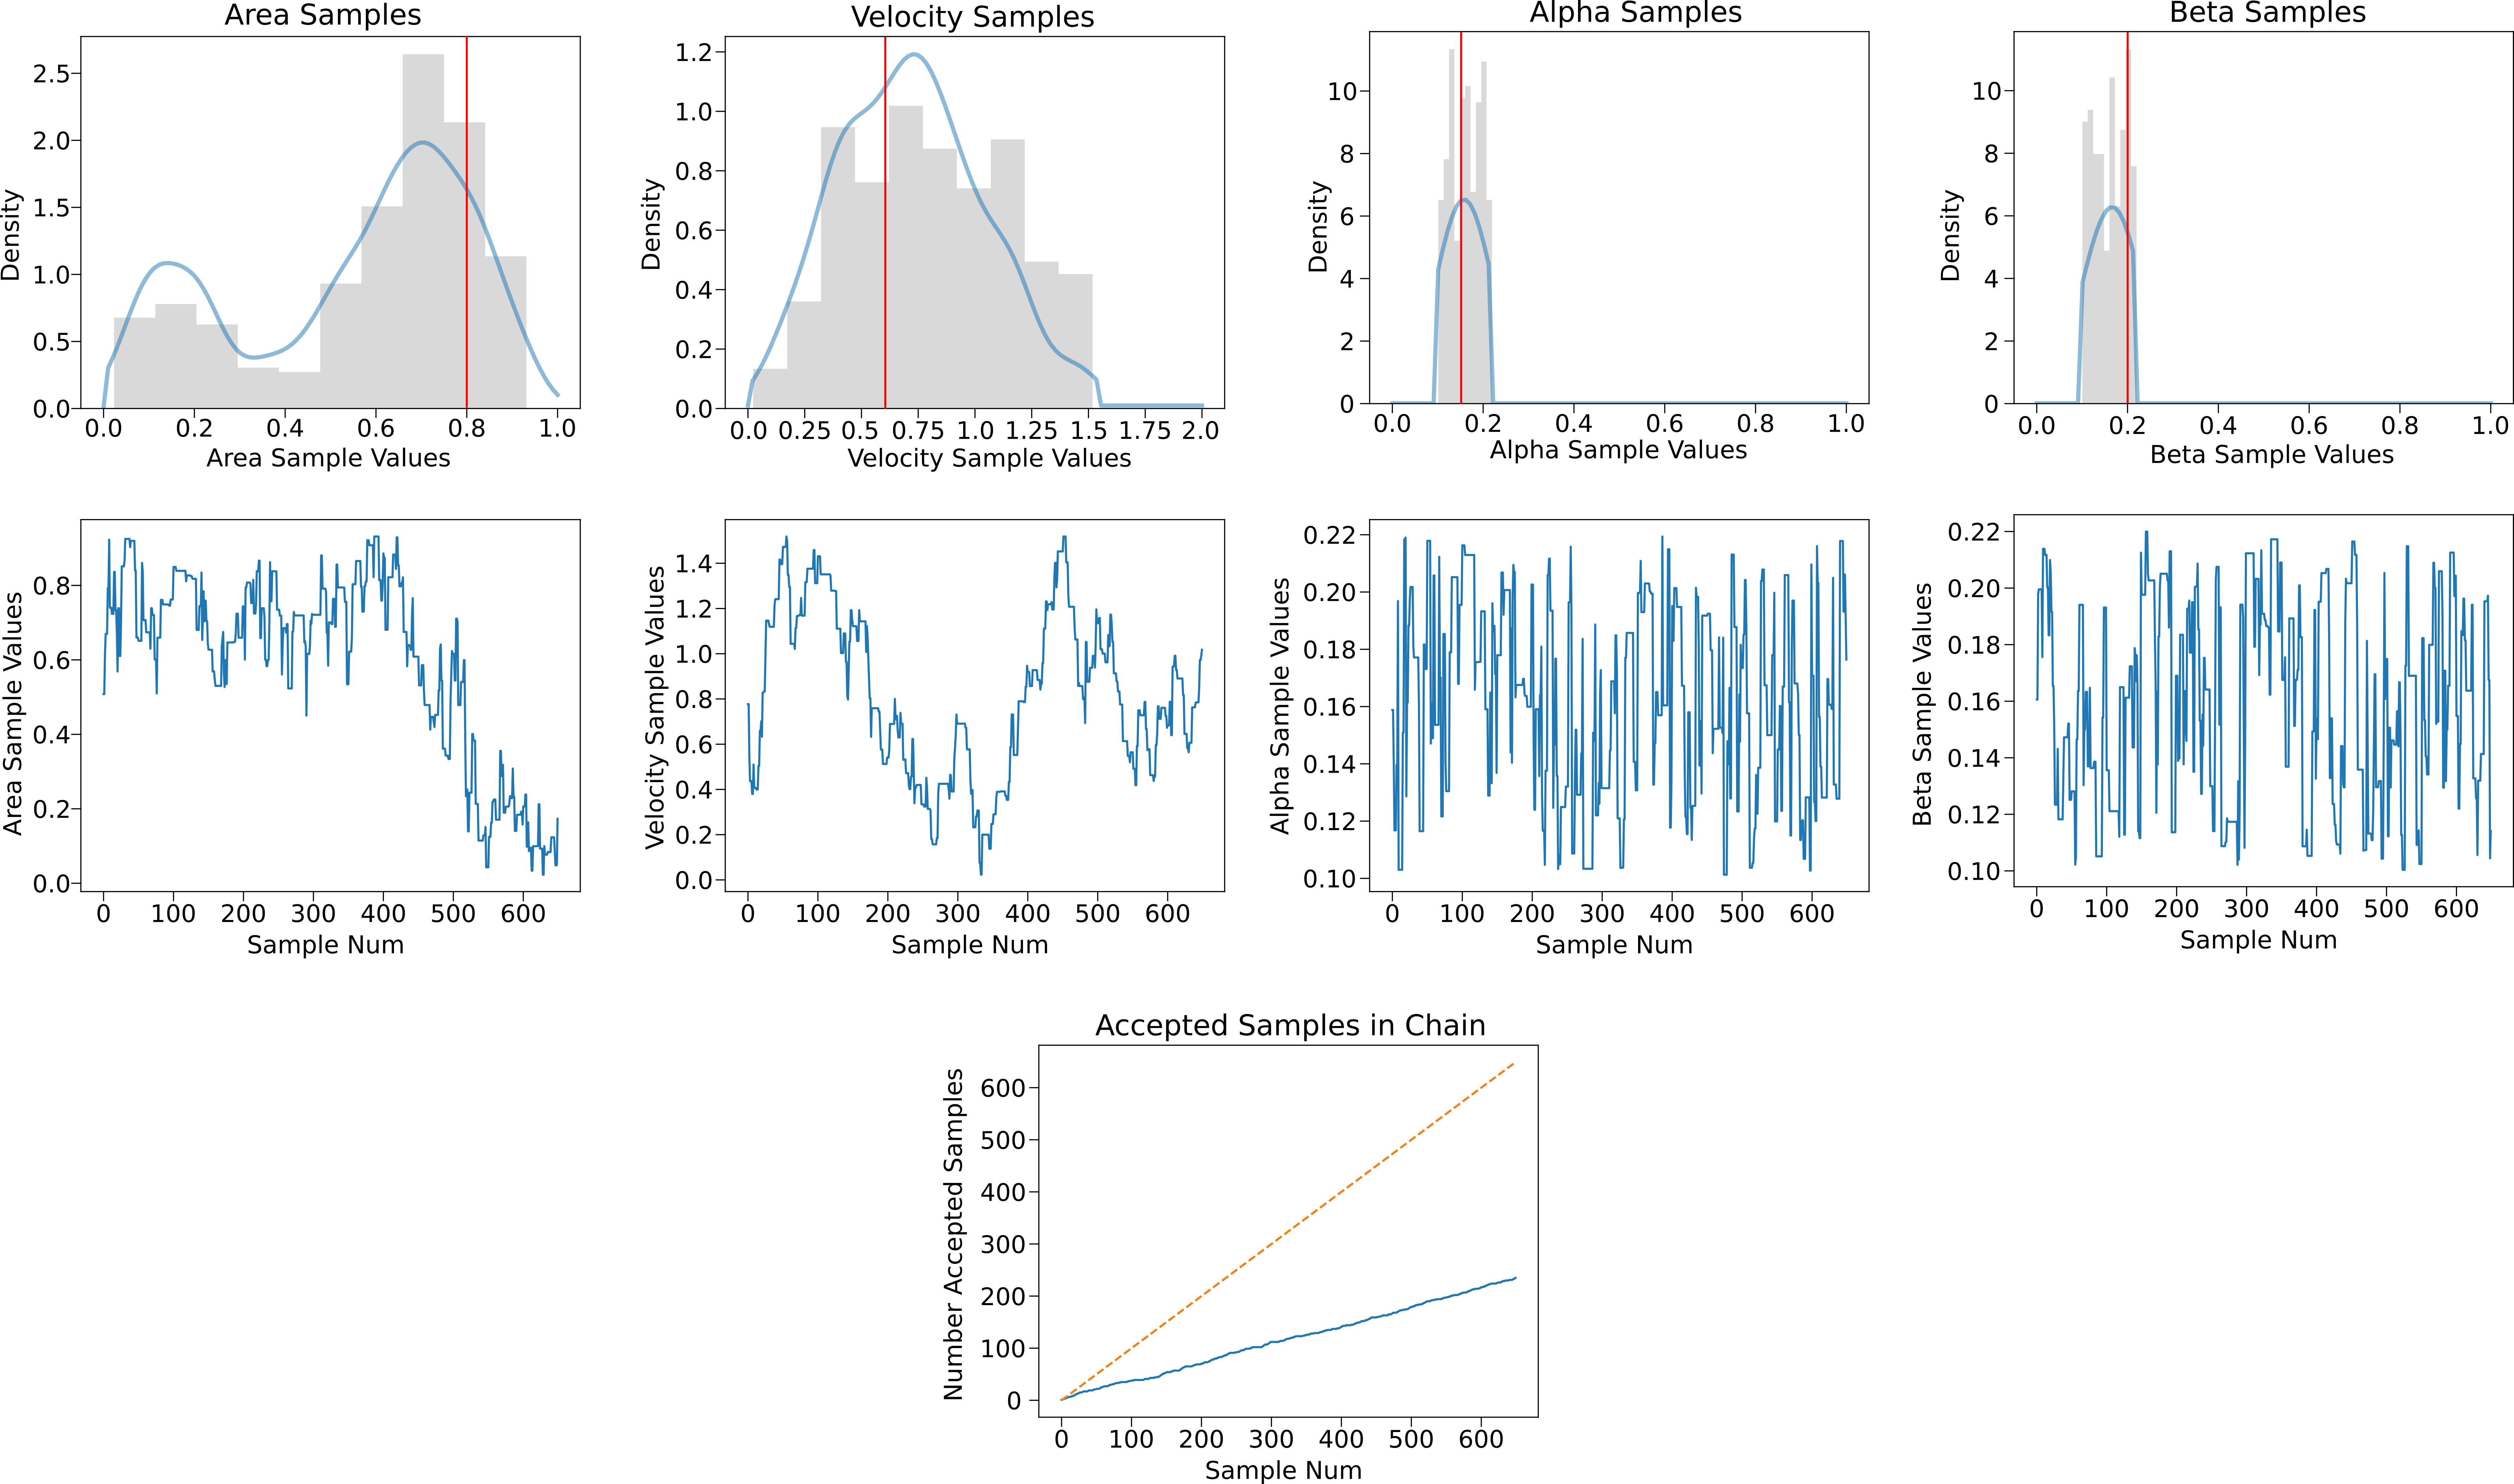 Area Samples
Velocity Samples
Alpha Samples
Beta Samples
Density
2.5
2.0
1.5
1.0
0.5
0.0
0.0 0.2 0.4 0.6 0.8 1.0
Area Sample Values
Density
1.2
1.0
0.8
0.6
0.4
0.2
0.0
0.0 0.25 0.5 0.75 1.0 1.25 1.5 1.75 2.0
Velocity Sample Values
Density
10
8
6
4
2
0
0.0 0.2 0.4 0.6 0.8 1.0
Alpha Sample Values
Density
10
8
6
4
2
0
0.0 0.2 0.4 0.6 0.8 1.0
Beta Sample Values
Area Sample Values
0.8
0.6
0.4
0.2
0.0
0 100 200 300 400 500 600
Sample Num
Velocity Sample Values
1.4
1.2
1.0
0.8
0.6
0.4
0.2
0.0
0 100 200 300 400 500 600
Sample Num
Alpha Sample Values
0.22
0.20
0.18
0.16
0.14
0.12
0.10
0 100 200 300 400 500 600
Sample Num
Beta Sample Values
0.22
0.20
0.18
0.16
0.14
0.12
0.10
0 100 200 300 400 500 600
Sample Num
Accepted Samples in Chain
Number Accepted Samples
600
500
400
300
200
100
0
0 100 200 300 400 500 600
Sample Num